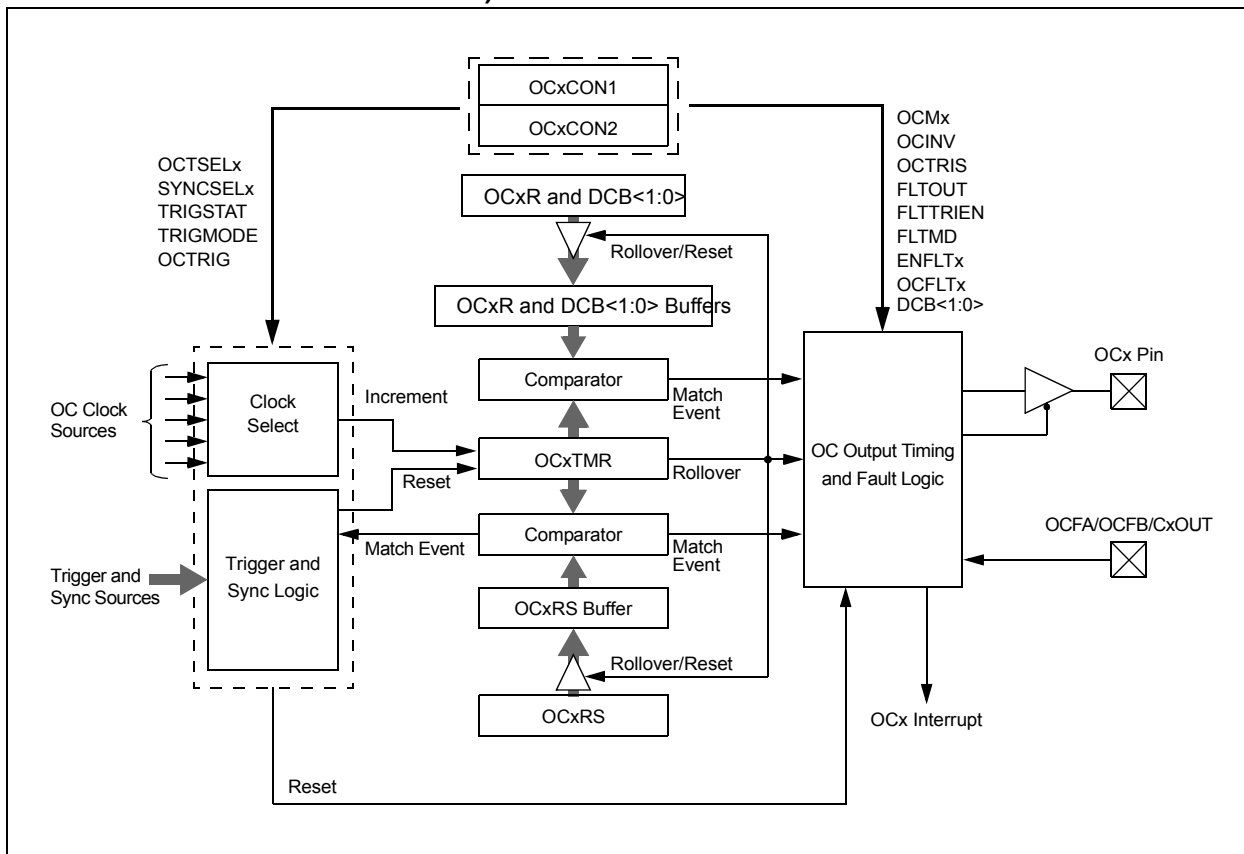 OCxCON1
OCxCON2
OCTSELx
SYNCSELx
TRIGSTAT
TRIGMODE
OCTRIG
OCMx
OCINV
OCTRIS
FLTOUT
FLTTRIEN
FLTMD
ENFLTx
OCFLTx
DCB<1:0>
OCxR and DCB<1:0>
Rollover/Reset
OCxR and DCB<1:0> Buffers
Comparator
Match
Event
OC Clock
Sources
Clock
Select
Increment
OCxTMR
Rollover
Reset
Comparator
Match Event
Match
Event
Trigger and
Sync Sources
Trigger and
Sync Logic
OCxRS Buffer
Rollover/Reset
OCxRS
OC Output Timing
and Fault Logic
OCx Pin
OCFA/OCFB/CxOUT
OCx Interrupt
Reset